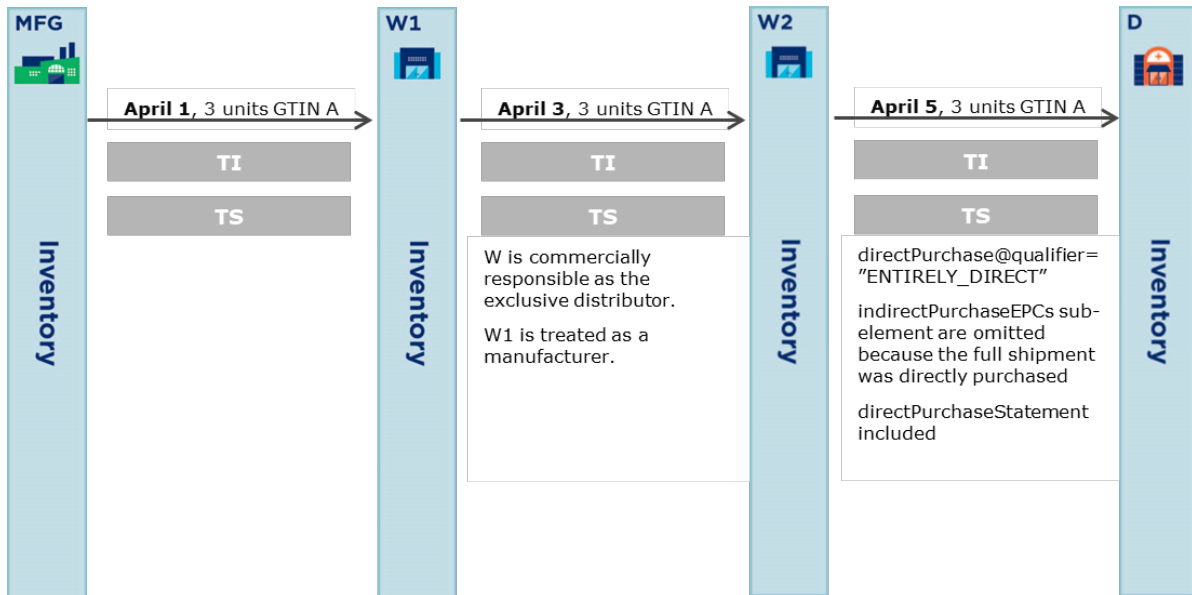 MFG
W1
W2
D
April 1, 3 units GTIN A
April 3, 3 units GTIN A
April 5, 3 units GTIN A
TI
TI
TI
TS
TS
TS
Inventory
Inventory
Inventory
Inventory
W is commercially
responsible as the
exclusive distributor.
W1 is treated as a
manufacturer.
directPurchase@qualifier=
”ENTIRELY_DIRECT”
indirectPurchaseEPCs sub-
element are omitted
because the full shipment
was directly purchased
directPurchaseStatement
included